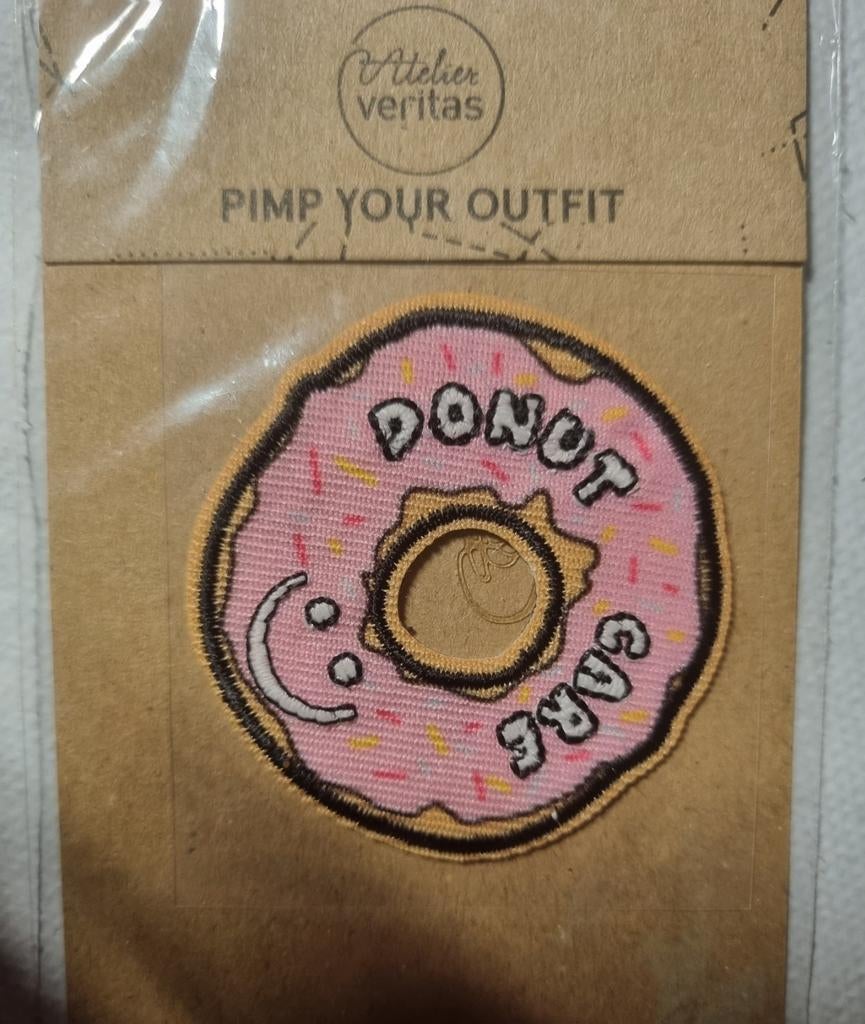 Atelier
veritas
PIMP YOUR OUTFIT
DONUT
CARE